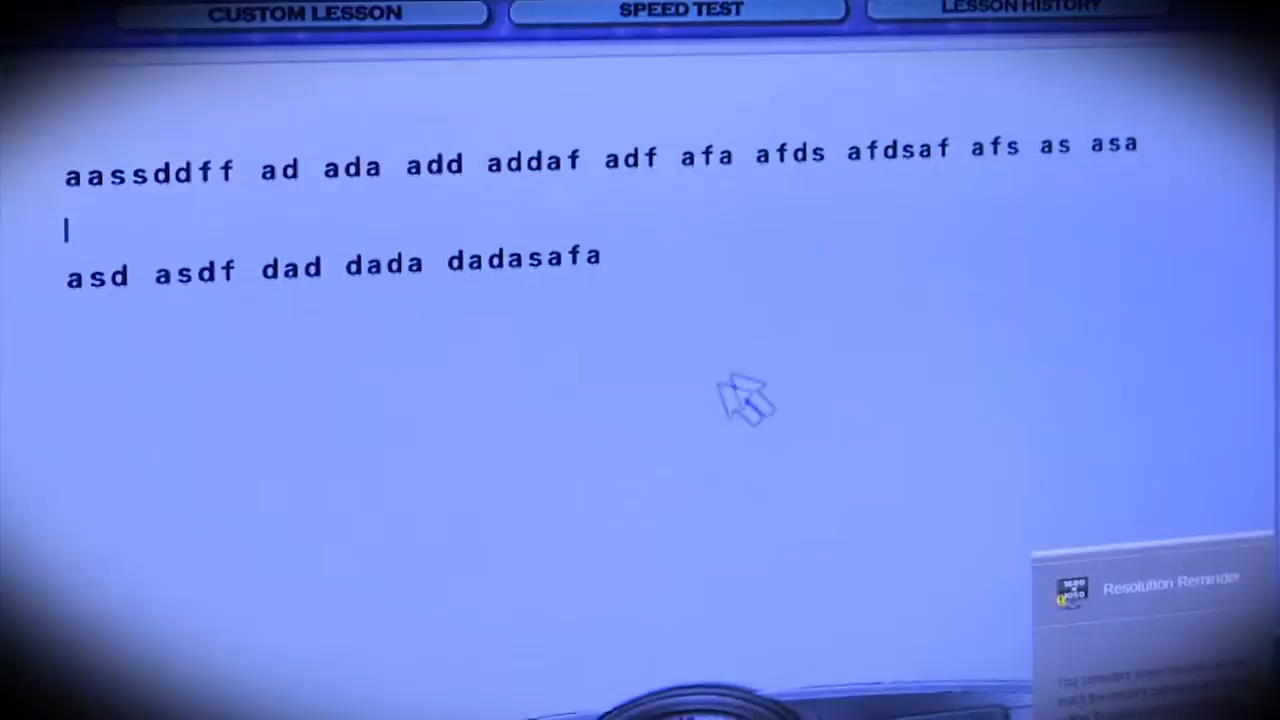 CUSTOM LESSON
SPEED TEST
LESSON HISTORY
aassddff ad ada add addaf adf afa afds afdsaf afs as asa
asd asdf dad dada dadasafa
Resolution Reminder